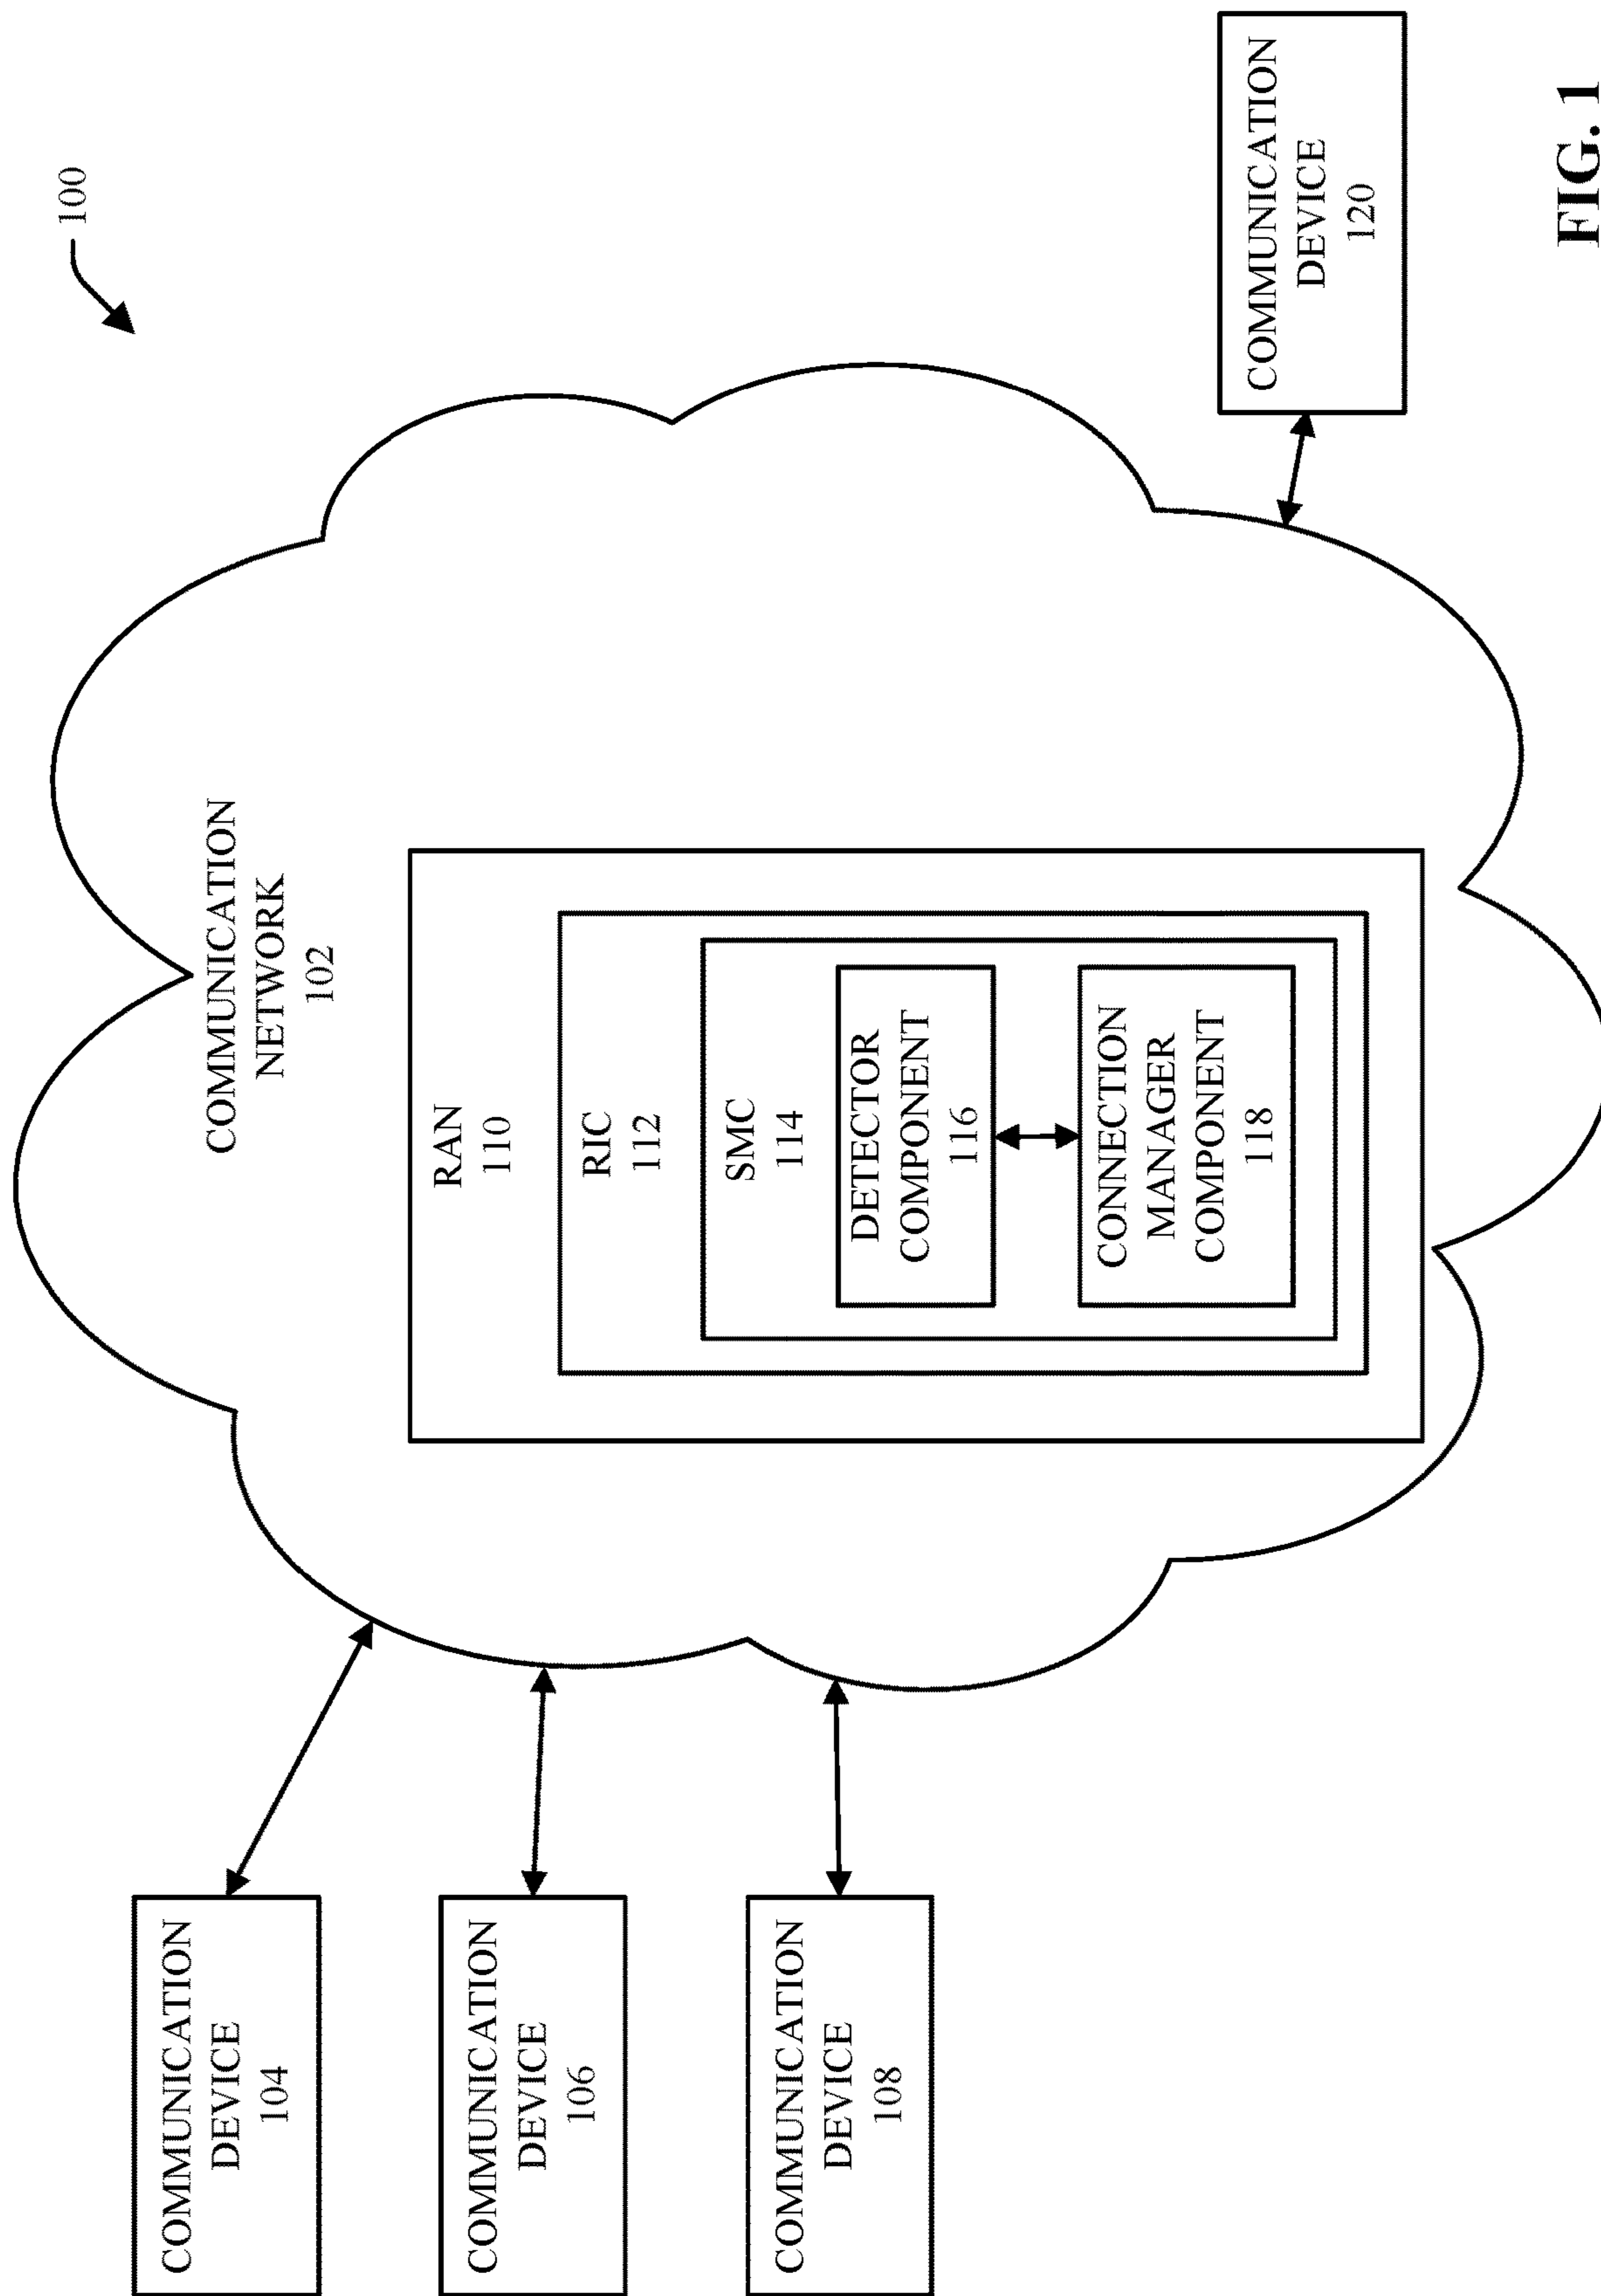 100
COMMUNICATION
NETWORK
102
COMMUNICATION
DEVICE
104
COMMUNICATION
DEVICE
106
COMMUNICATION
DEVICE
108
RAN
110
RIC
112
SMC
114
DETECTOR
COMPONENT
116
CONNECTION
MANAGER
COMPONENT
118
COMMUNICATION
DEVICE
120
FIG. 1